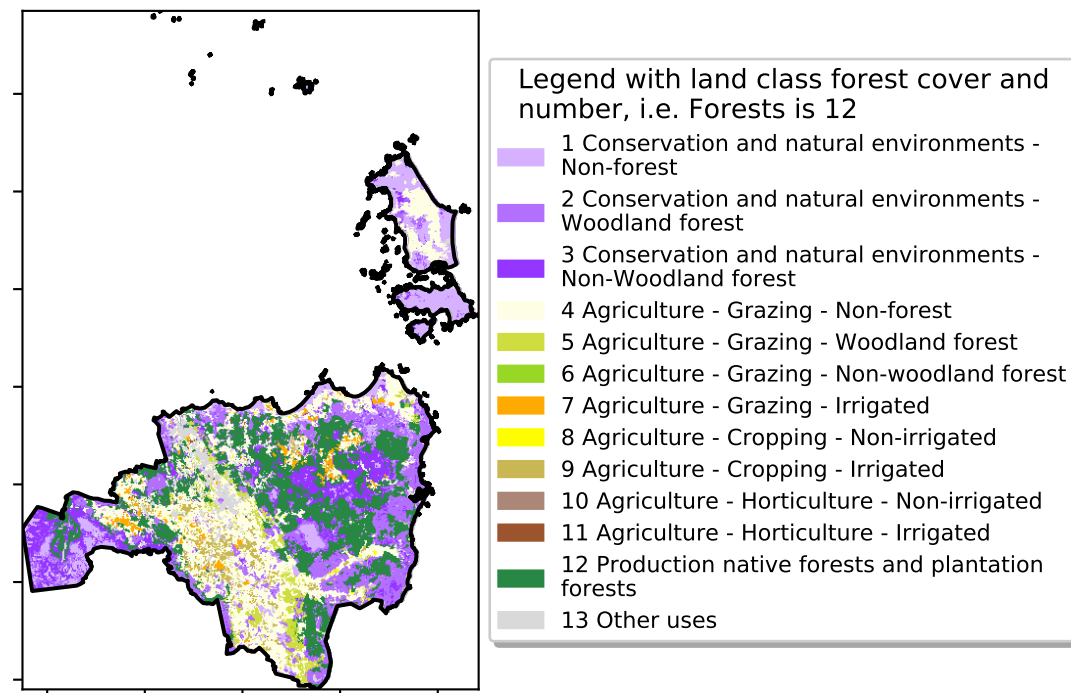 Legend with land class forest cover and
number, i.e. Forests is 12
1 Conservation and natural environments -
Non-forest
2 Conservation and natural environments -
Woodland forest
3 Conservation and natural environments -
Non-Woodland forest
4 Agriculture - Grazing - Non-forest
5 Agriculture - Grazing - Woodland forest
6 Agriculture - Grazing - Non-woodland forest
7 Agriculture - Grazing - Irrigated
8 Agriculture - Cropping - Non-irrigated
9 Agriculture - Cropping - Irrigated
10 Agriculture - Horticulture - Non-irrigated
11 Agriculture - Horticulture - Irrigated
12 Production native forests and plantation
forests
13 Other uses